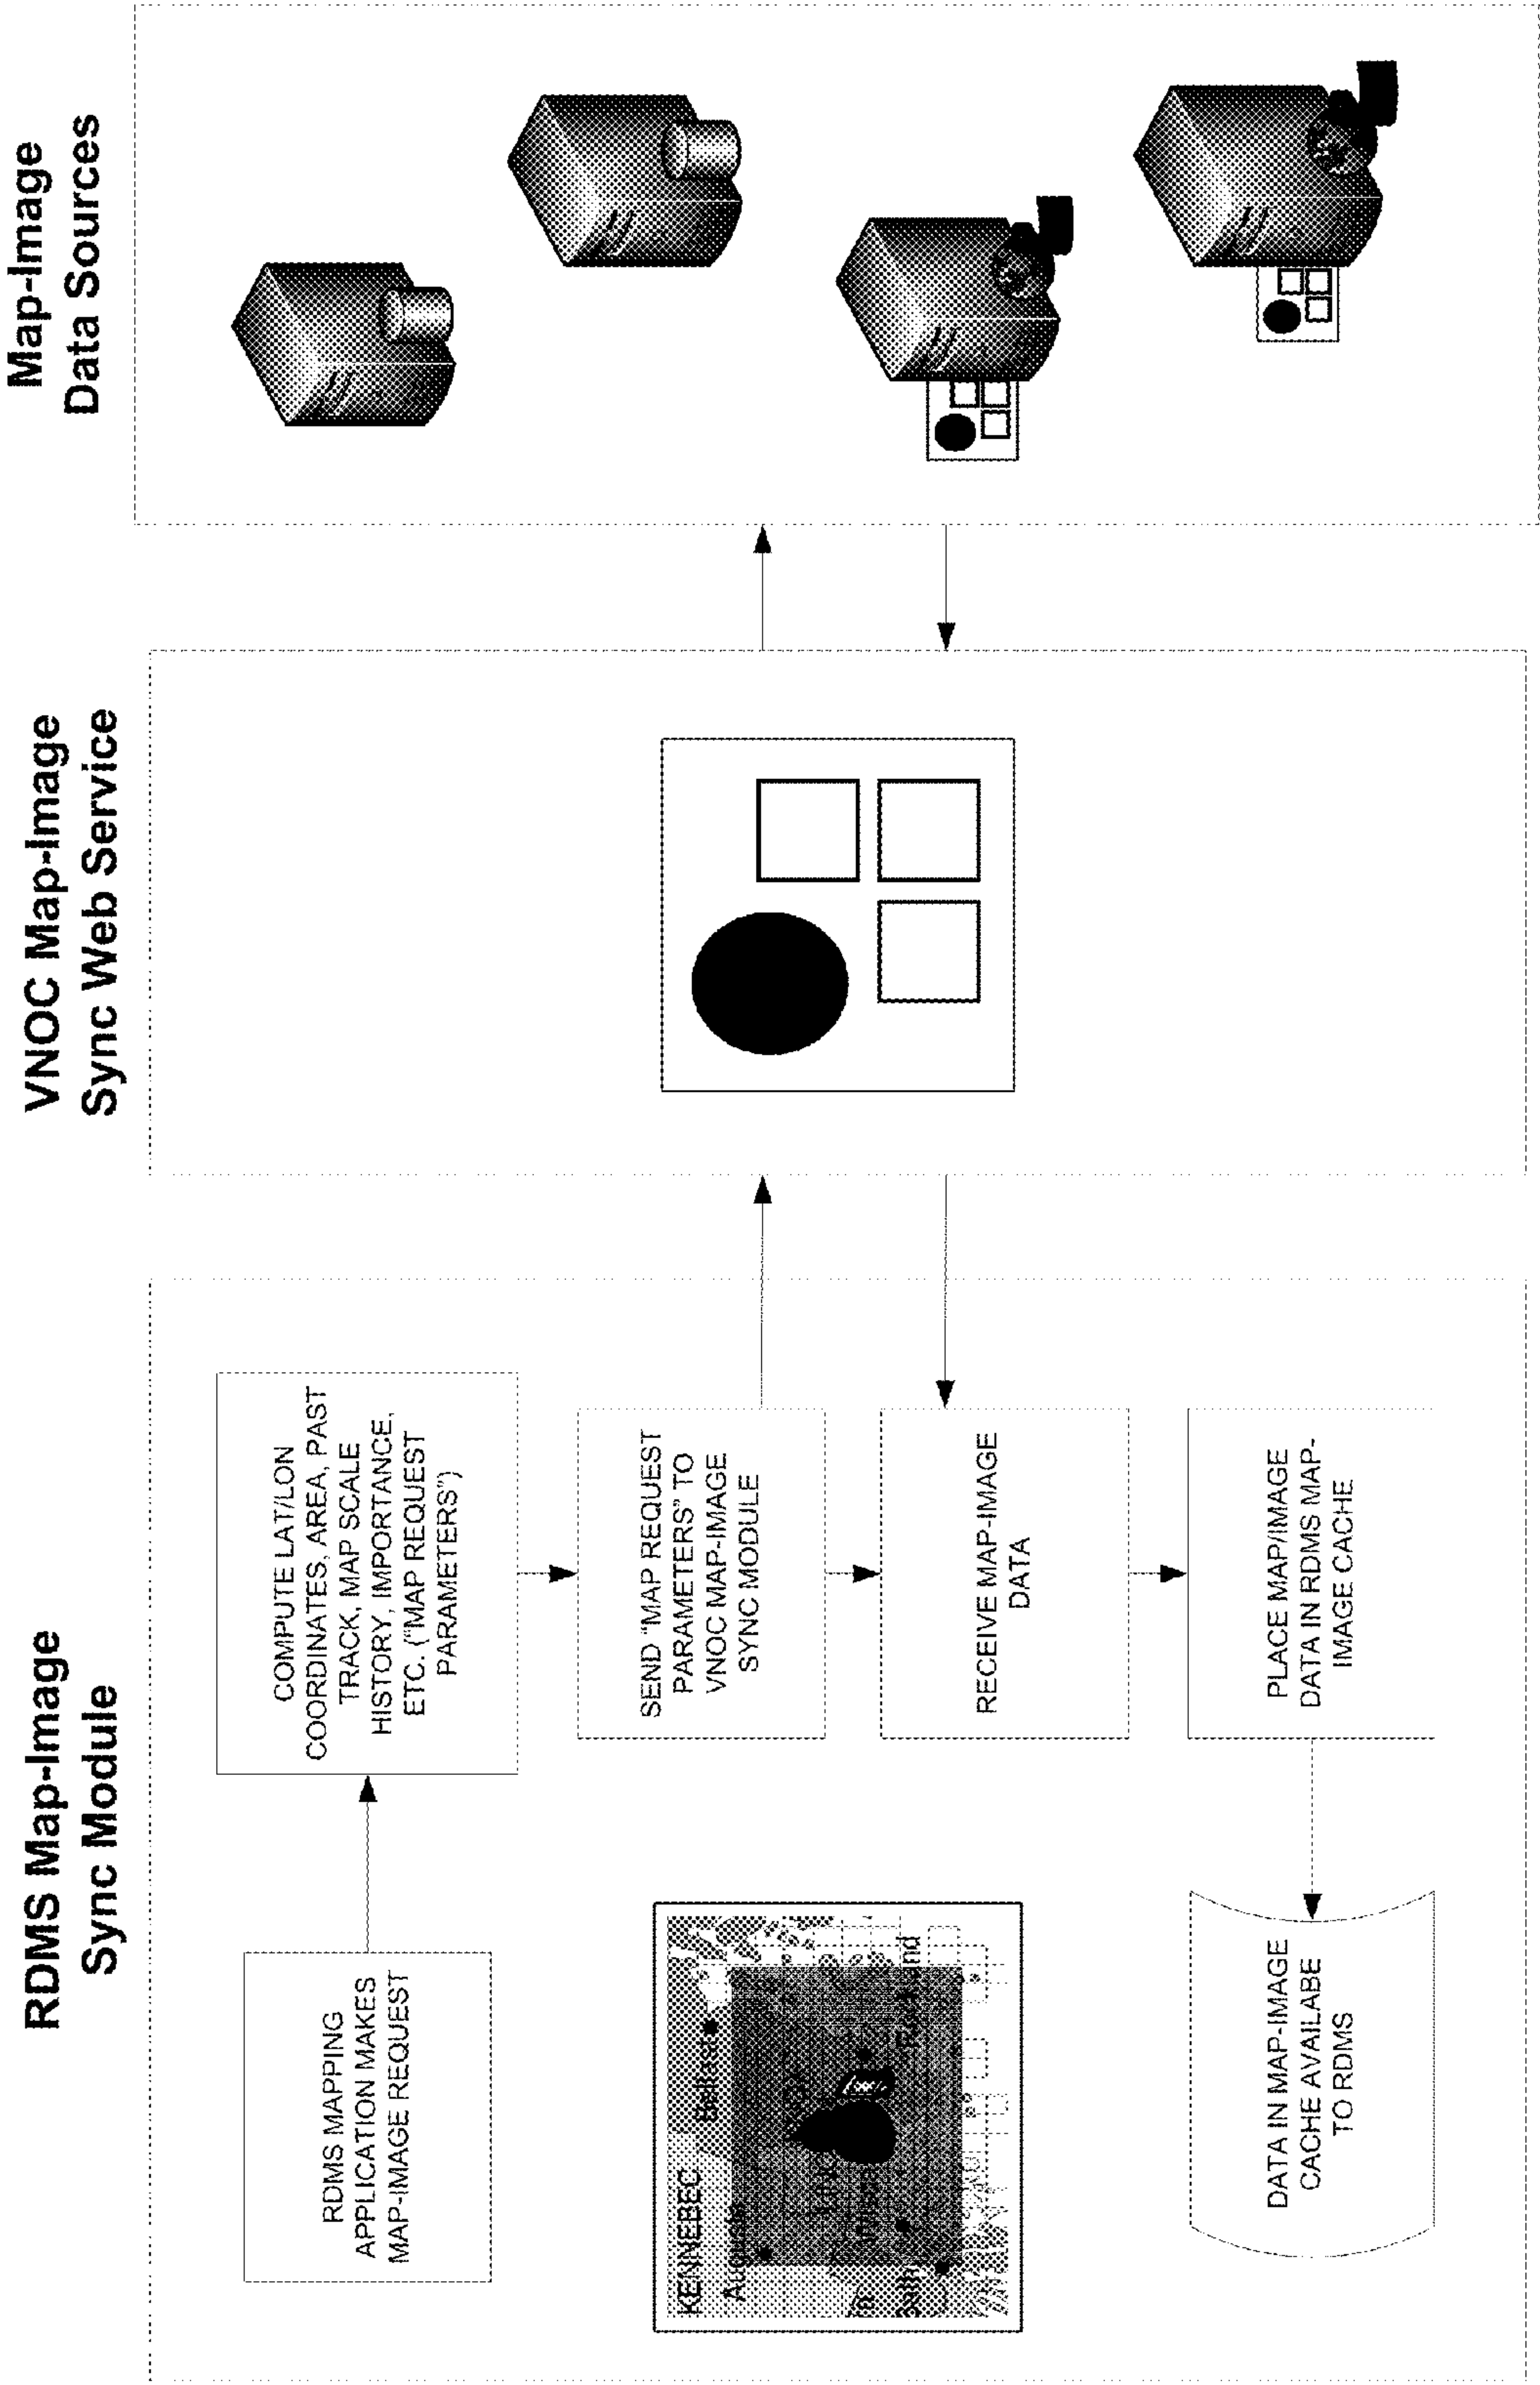 RDMS Map-Image
Sync Module
VNOC Map-Image
Sync Web Service
Map-Image
Data Sources
RDMS MAPPING
APPLICATION MAKES
MAP-IMAGE REQUEST
COMPUTE LAT/LON
COORDINATES, AREA, PAST
TRACK, MAP SCALE
HISTORY, IMPORTANCE,
ETC. ("MAP REQUEST
PARAMETERS")
SEND "MAP REQUEST
PARAMETERS" TO
VNOC MAP-IMAGE
SYNC MODULE
RECEIVE MAP-IMAGE
DATA
PLACE MAP/IMAGE
DATA IN RDMS MAP-
IMAGE CACHE
DATA IN MAP-IMAGE
CACHE AVAILABE
TO RDMS
KENNEBEC
Belfast
Augusta
Rockland